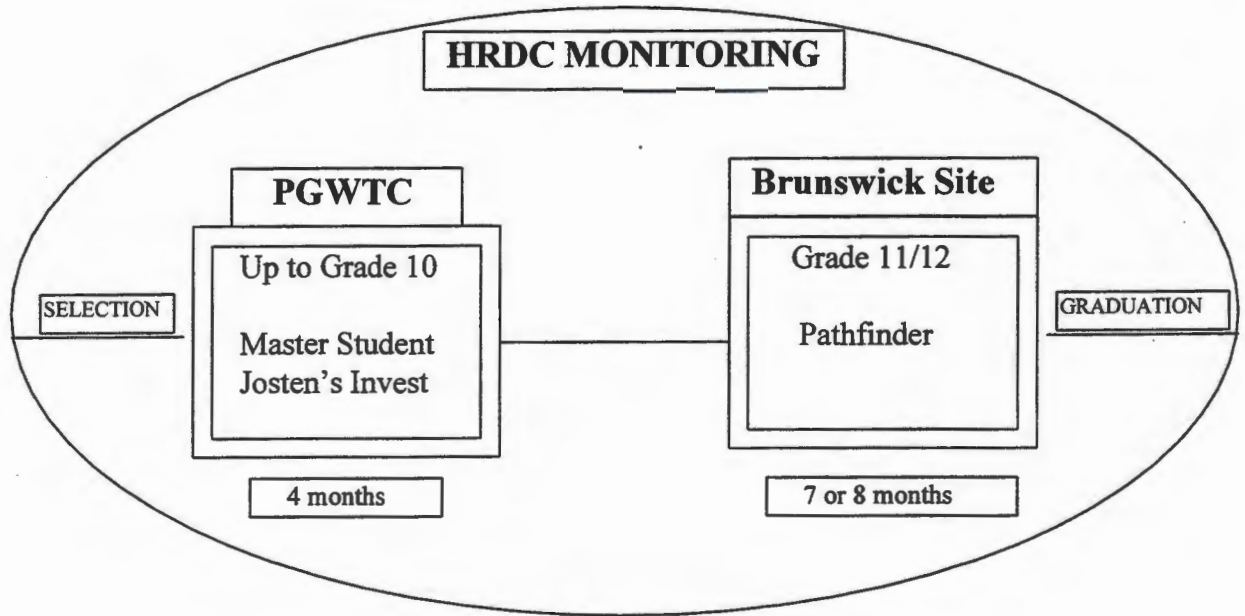 HRDC MONITORING
PGWTC
Up to Grade 10
Master Student
Josten's Invest
4 months
Brunswick Site
Grade 11/12
Pathfinder
7 or 8 months
SELECTION
GRADUATION